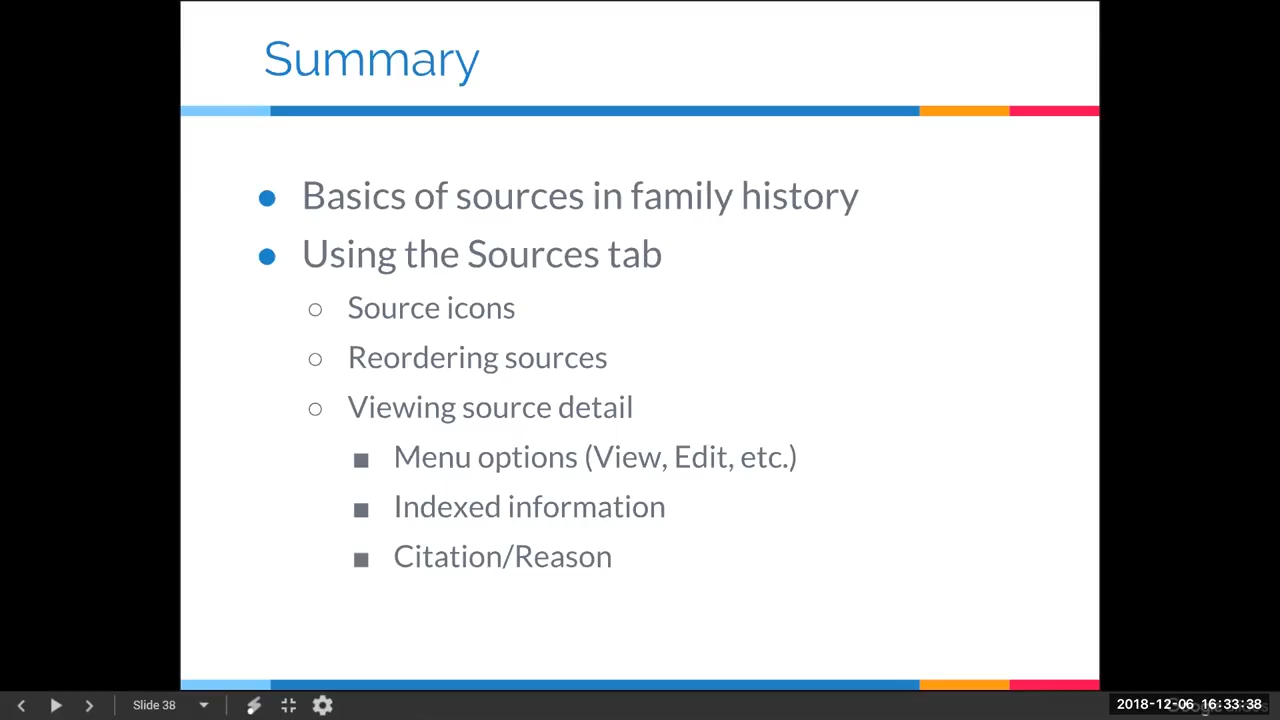 Summary
● Basics of sources in family history
● Using the Sources tab
○ Source icons
○ Reordering sources
○ Viewing source detail
■ Menu options (View, Edit, etc.)
■ Indexed information
■ Citation/Reason
Slide 38
2018-12-06 16:33:38